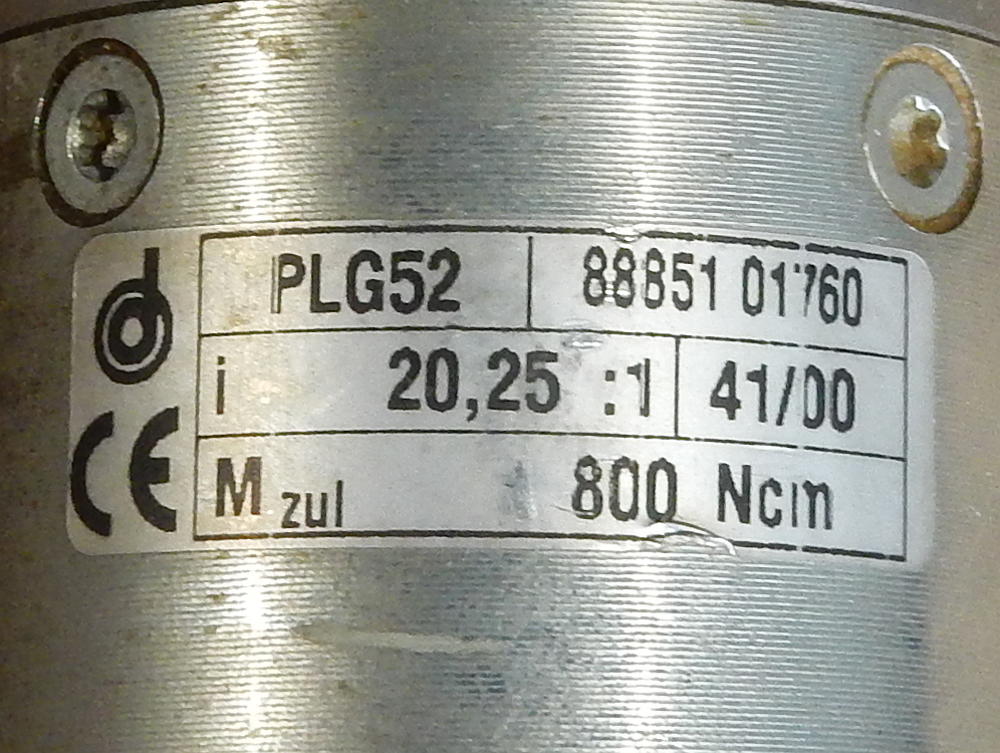 PLG52 88851 01760
i 20,25 :1 41/00
M zul 800 Ncm
CE